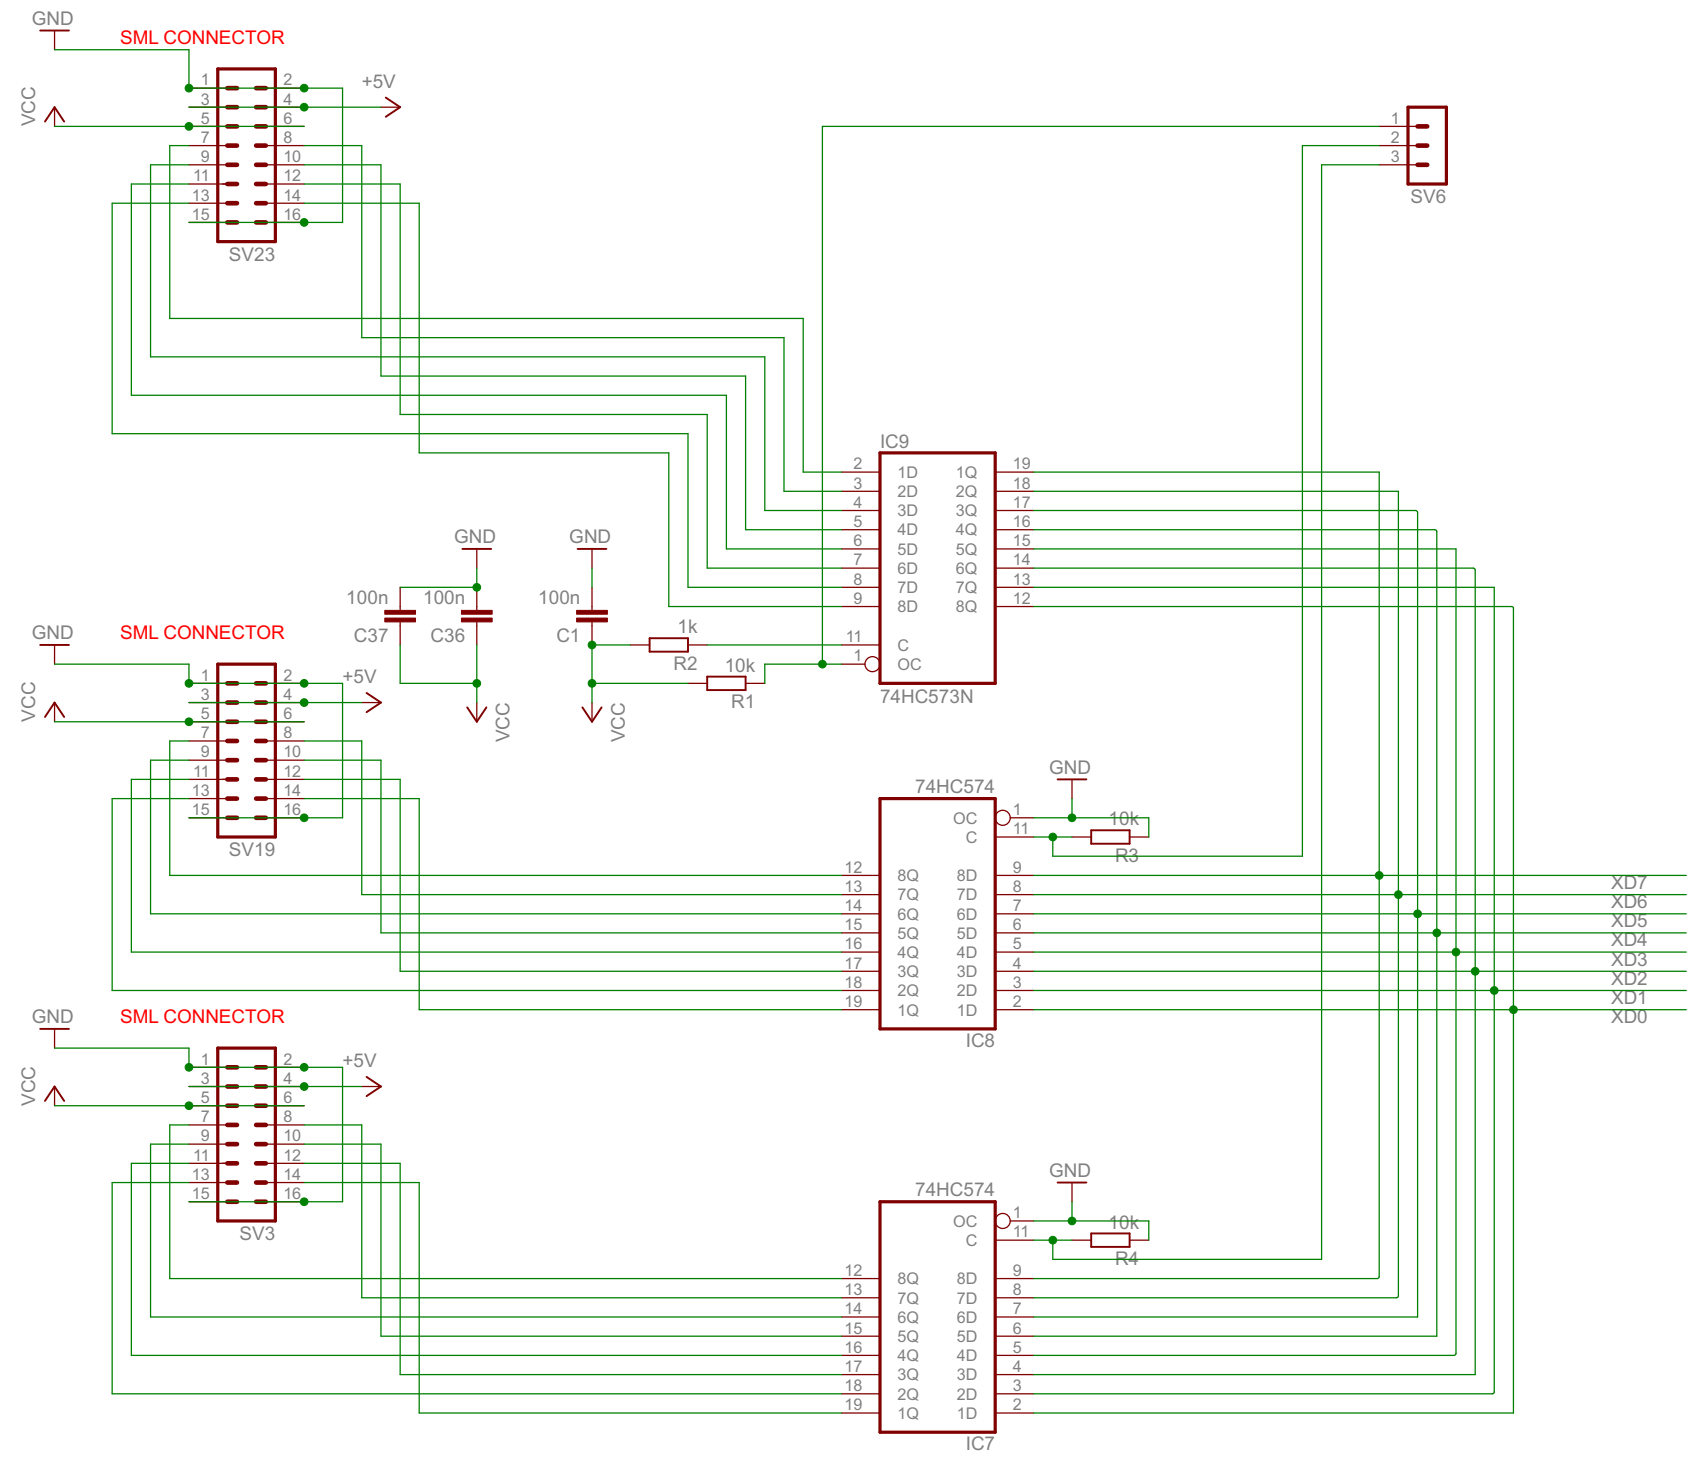 GND
SML CONNECTOR
VCC
+5V
1 2
3 4
5 6
7 8
9 10
11 12
13 14
15 16
SV23
1
2
3
SV6
IC9
2 1D 1Q 19
3 2D 2Q 18
4 3D 3Q 17
5 4D 4Q 16
6 5D 5Q 15
7 6D 6Q 14
8 7D 7Q 13
9 8D 8Q 12
11 C
1 OC
74HC573N
GND
100n
C37
100n
C36
VCC
GND
100n
C1
VCC
1k
R2
10k
R1
GND
SML CONNECTOR
VCC
+5V
1 2
3 4
5 6
7 8
9 10
11 12
13 14
15 16
SV19
74HC574
GND
OC 1
C 11
10k
R3
12 8Q 8D 9
13 7Q 7D 8
14 6Q 6D 7
15 5Q 5D 6
16 4Q 4D 5
17 3Q 3D 4
18 2Q 2D 3
19 1Q 1D 2
IC8
XD7
XD6
XD5
XD4
XD3
XD2
XD1
XD0
GND
SML CONNECTOR
VCC
+5V
1 2
3 4
5 6
7 8
9 10
11 12
13 14
15 16
SV3
74HC574
GND
OC 1
C 11
10k
R4
12 8Q 8D 9
13 7Q 7D 8
14 6Q 6D 7
15 5Q 5D 6
16 4Q 4D 5
17 3Q 3D 4
18 2Q 2D 3
19 1Q 1D 2
IC7